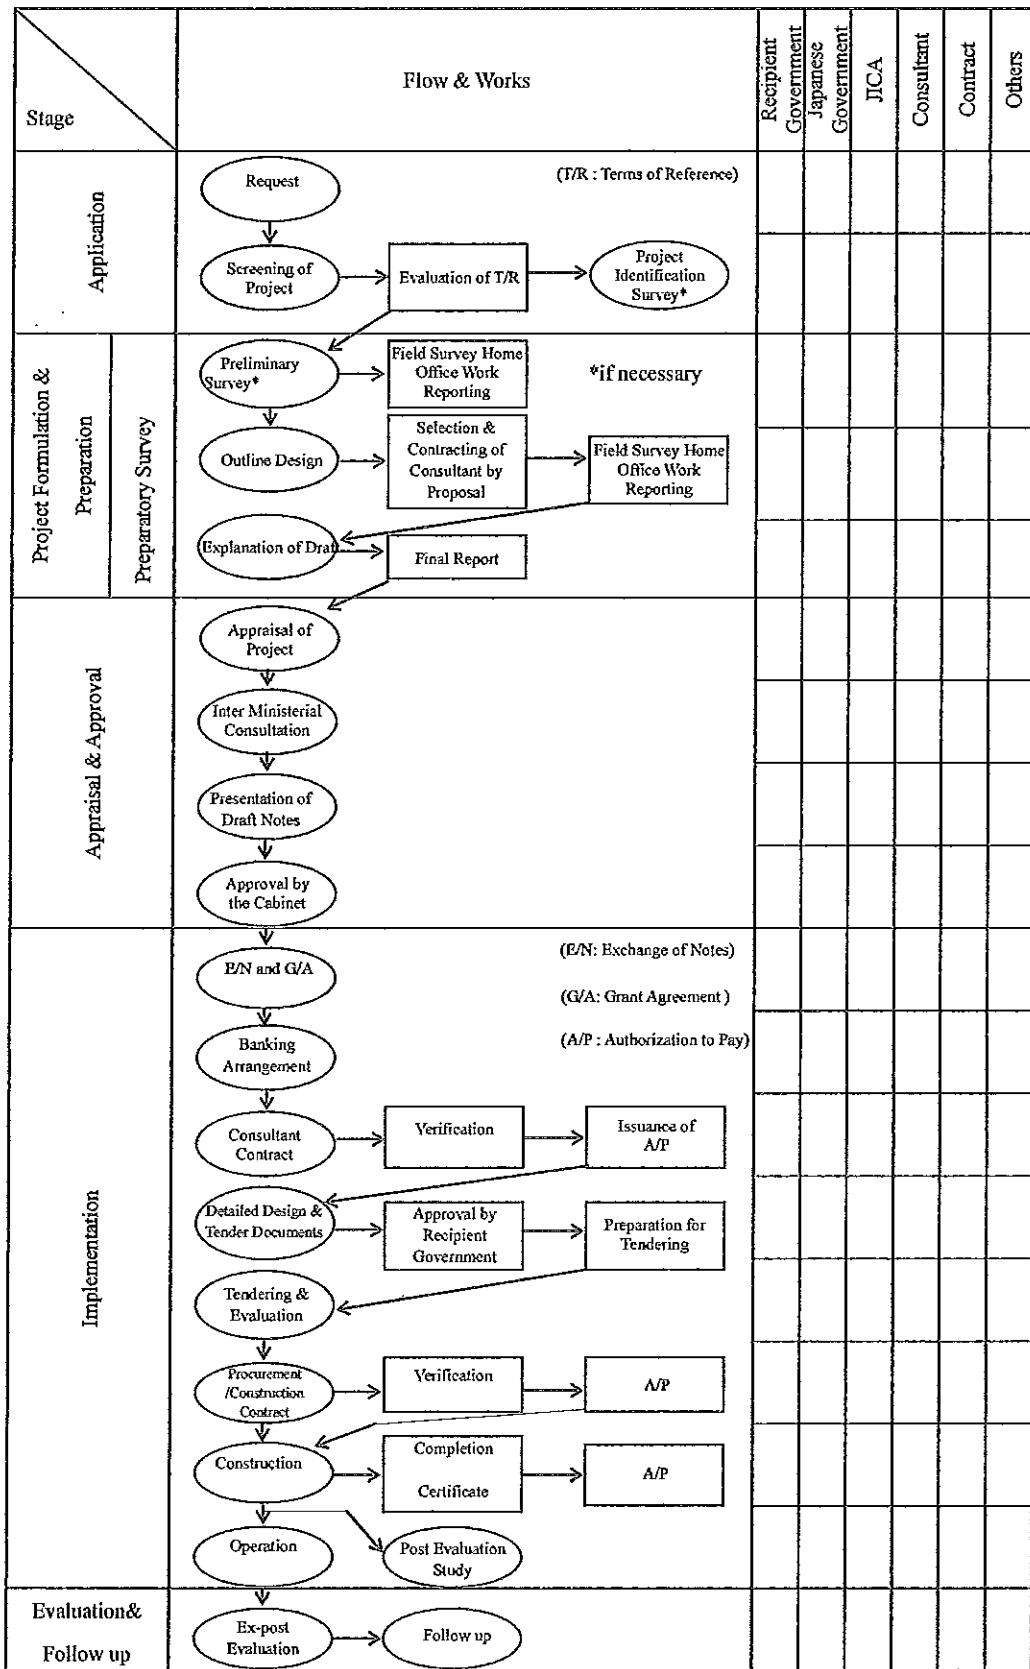 Stage
Flow & Works
Recipient
Government
Japanese
Government
JICA
Consultant
Contract
Others
Application
Request
(T/R : Terms of Reference)
Screening of
Project
Evaluation of T/R
Project
Identification
Survey*
Project Formulation &
Preparation
Preparatory Survey
Preliminary
Survey*
Field Survey Home
Office Work
Reporting
*if necessary
Outline Design
Selection &
Contracting of
Consultant by
Proposal
Field Survey Home
Office Work
Reporting
Explanation of Draft
Final Report
Appraisal & Approval
Appraisal of
Project
Inter Ministerial
Consultation
Presentation of
Draft Notes
Approval by
the Cabinet
Implementation
E/N and G/A
(E/N: Exchange of Notes)
(G/A: Grant Agreement )
(A/P : Authorization to Pay)
Banking
Arrangement
Consultant
Contract
Verification
Issuance of
A/P
Detailed Design &
Tender Documents
Approval by
Recipient
Government
Preparation for
Tendering
Tendering &
Evaluation
Procurement
/Construction
Contract
Verification
A/P
Construction
Completion
Certificate
A/P
Operation
Post Evaluation
Study
Evaluation&
Follow up
Ex-post
Evaluation
Follow up